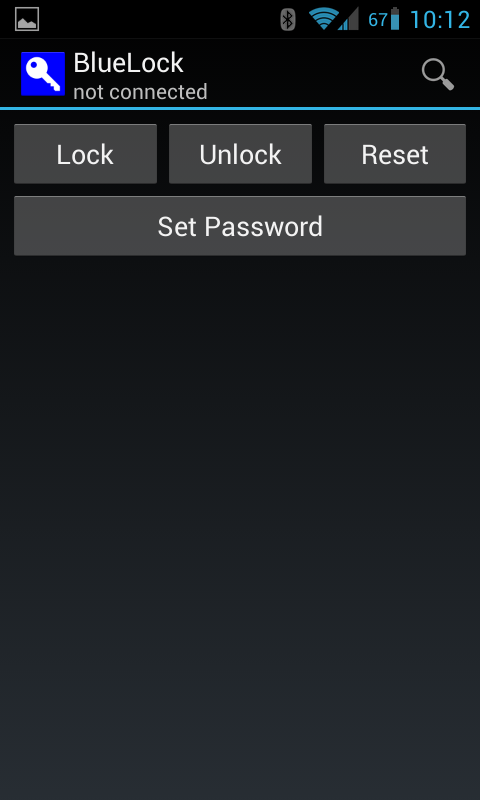 67 10:12
BlueLock
not connected
Lock Unlock Reset
Set Password